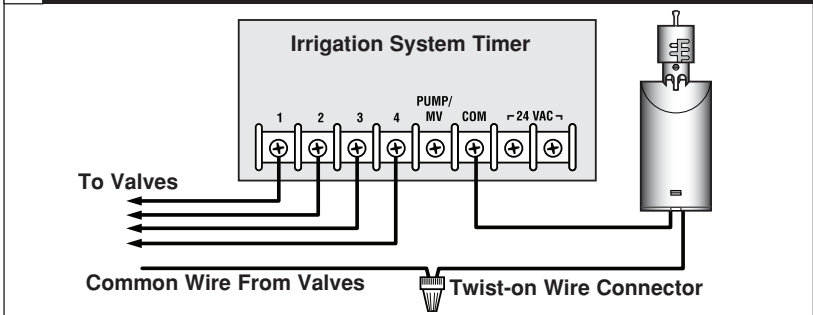 Irrigation System Timer
PUMP/
1 2 3 4 MV COM 24 VAC
To Valves
Common Wire From Valves
Twist-on Wire Connector